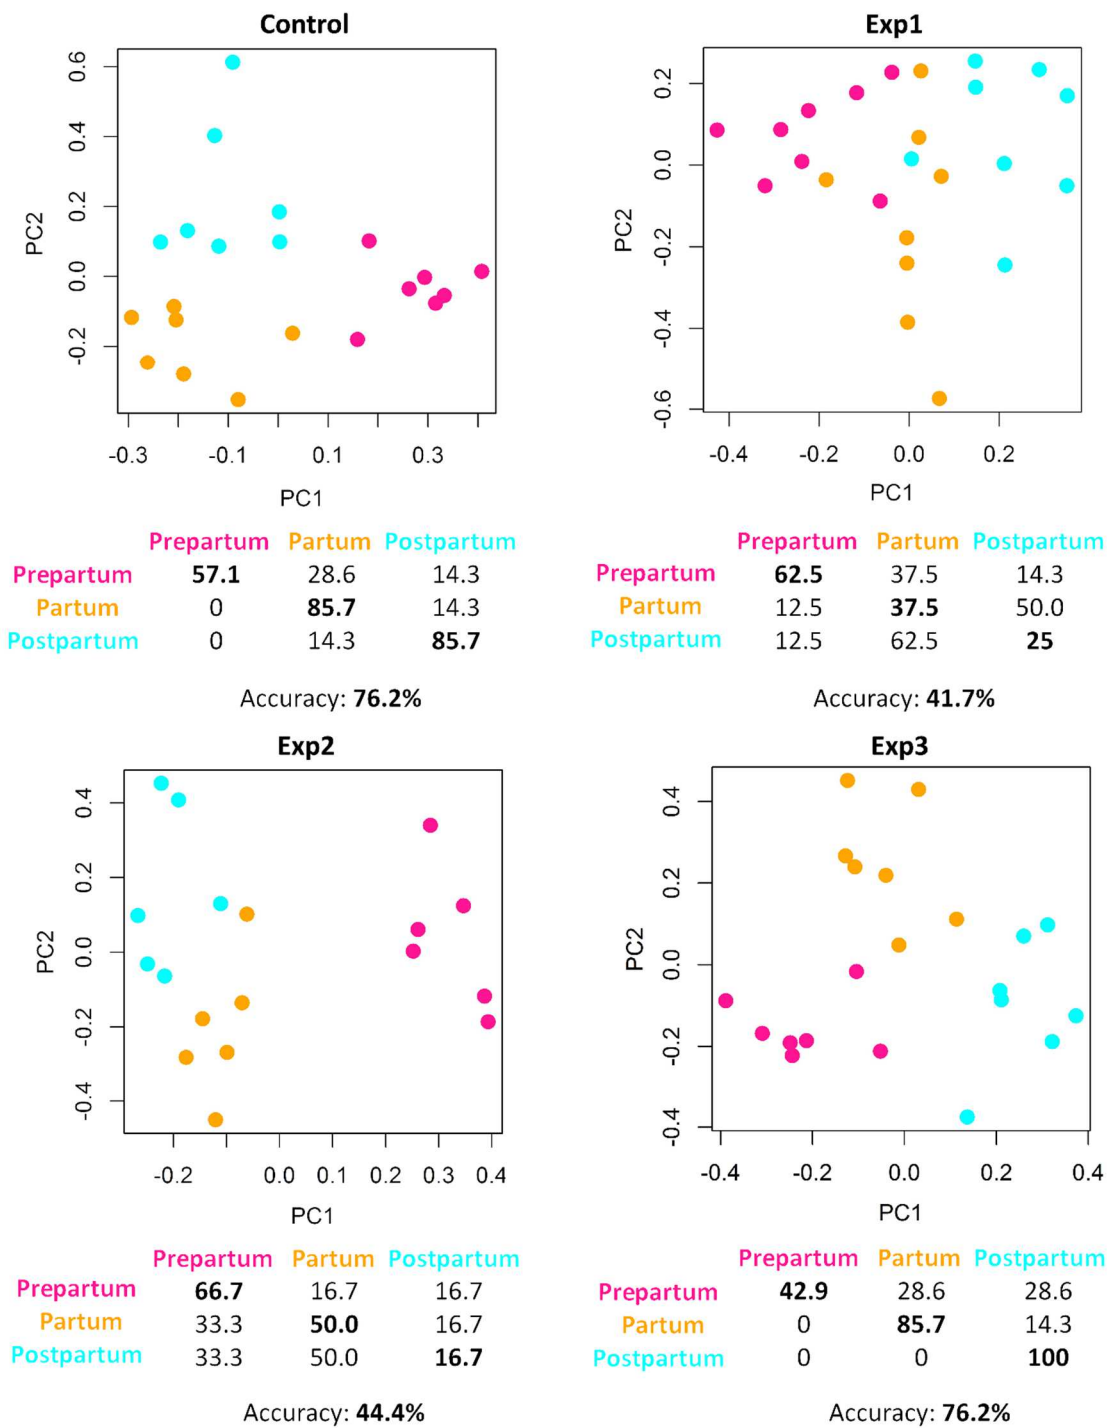 Control
0.6
0.4
0.2
0.0
-0.2
PC2
-0.3 -0.1 0.1 0.3
PC1
Prepartum Partum Postpartum
Prepartum 57.1 28.6 14.3
Partum 0 85.7 14.3
Postpartum 0 14.3 85.7
Accuracy: 76.2%
Exp1
0.2
0.0
-0.2
-0.4
-0.6
PC2
-0.4 -0.2 0.0 0.2
PC1
Prepartum Partum Postpartum
Prepartum 62.5 37.5 14.3
Partum 12.5 37.5 50.0
Postpartum 12.5 62.5 25
Accuracy: 41.7%
Exp2
0.4
0.2
0.0
-0.2
-0.4
PC2
-0.2 0.0 0.1 0.2 0.3 0.4
PC1
Prepartum Partum Postpartum
Prepartum 66.7 16.7 16.7
Partum 33.3 50.0 16.7
Postpartum 33.3 50.0 16.7
Accuracy: 44.4%
Exp3
0.4
0.2
0.0
-0.2
-0.4
PC2
-0.4 -0.2 0.0 0.2 0.4
PC1
Prepartum Partum Postpartum
Prepartum 42.9 28.6 28.6
Partum 0 85.7 14.3
Postpartum 0 0 100
Accuracy: 76.2%